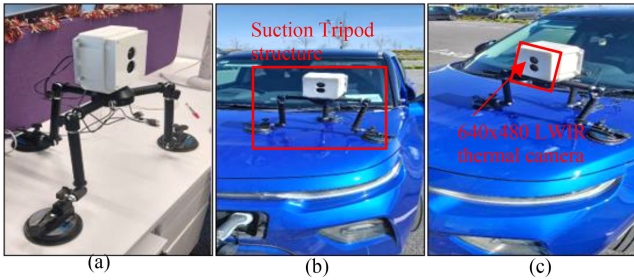 Suction Tripod
structure
640x480 LWIR
thermal camera
(a)
(b)
(c)